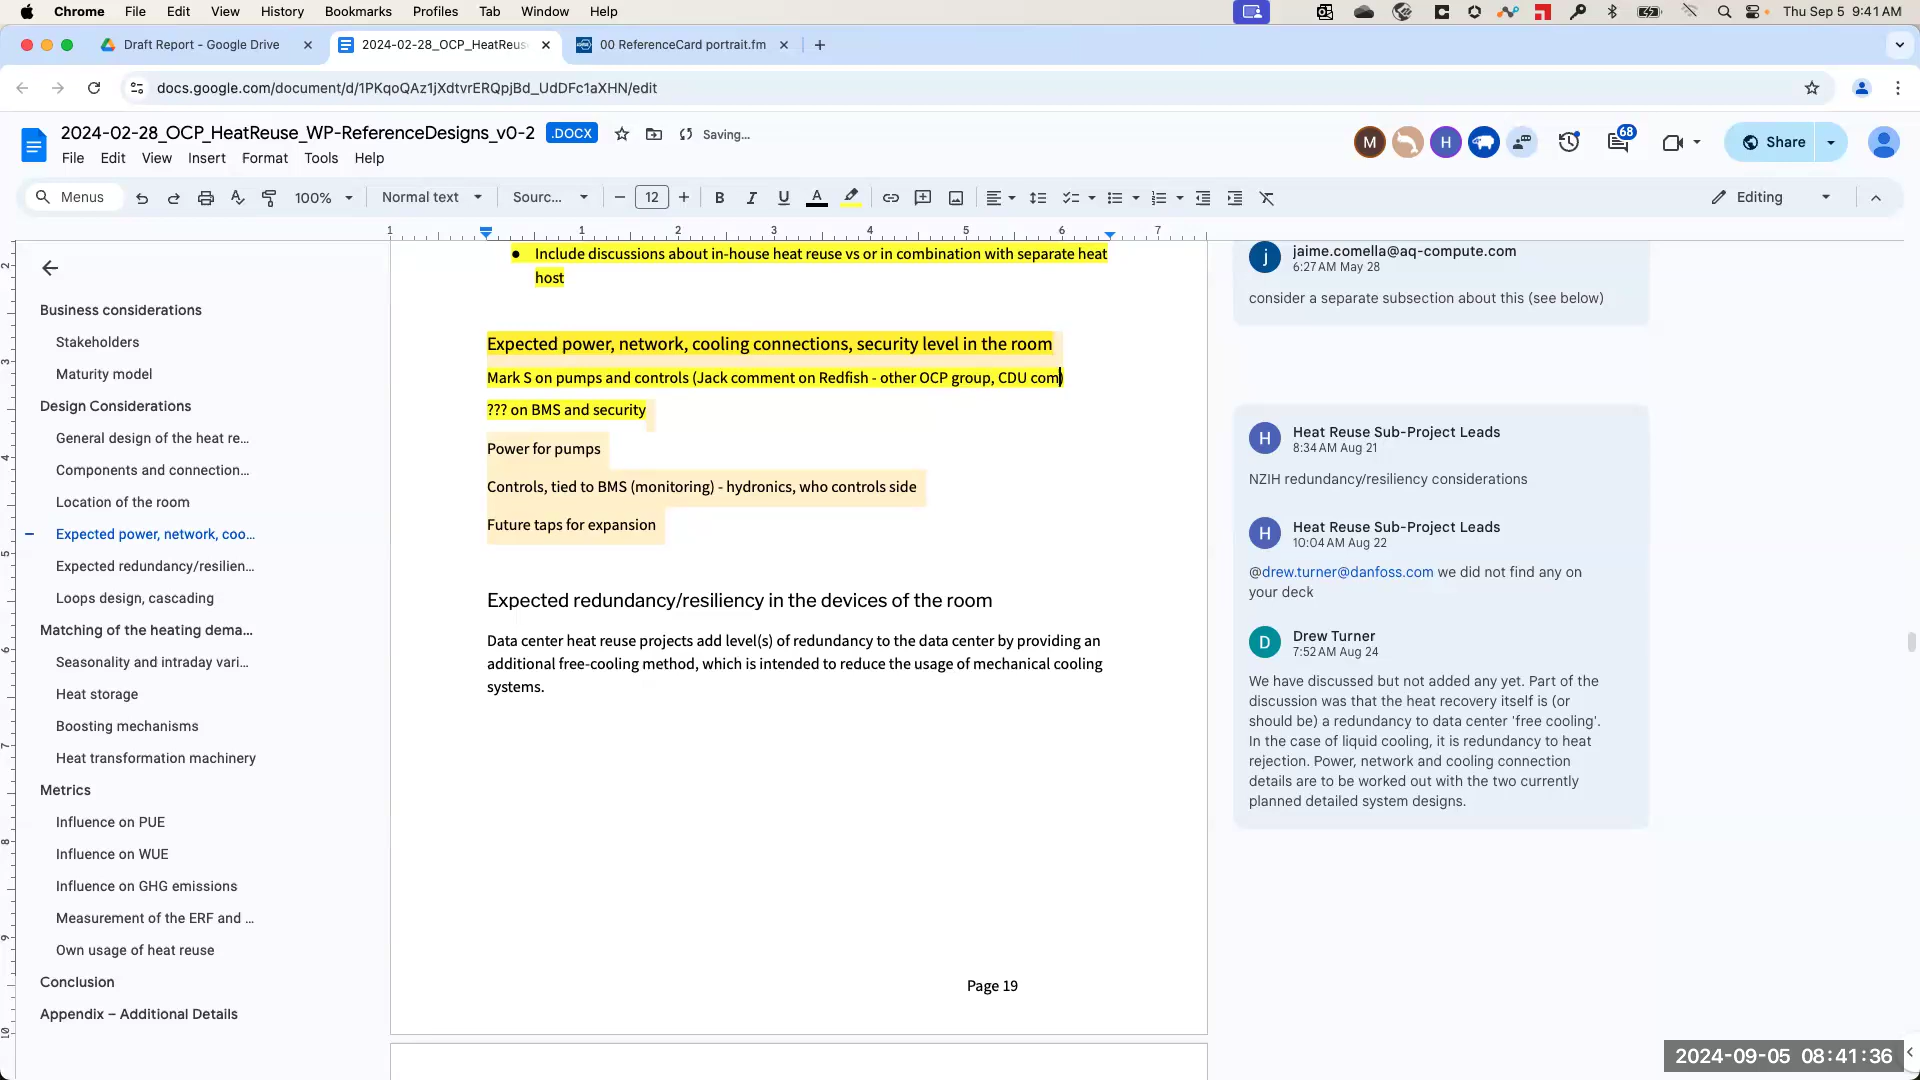 Chrome File Edit View History Bookmarks Profiles Tab Window Help Thu Sep 5 9:41 AM
Draft Report - Google Drive 2024-02-28_OCP_HeatReus 00 ReferenceCard portrait.fm
docs.google.com/document/d/1PKqoQAz1jXdtvrERQpjBd_UdDFc1aXHN/edit
2024-02-28_OCP_HeatReuse_WP-ReferenceDesigns_v0-2 .DOCX Saving...
M H 68 Share
File Edit View Insert Format Tools Help
Menus 100% Normal text Sourc... 12 B I U A Editing
1 1 2 3 4 5 6 7
Business considerations
Stakeholders
Maturity model
Design Considerations
General design of the heat re...
Components and connection...
Location of the room
Expected power, network, coo...
Expected redundancy/resilien...
Loops design, cascading
Matching of the heating dema...
Seasonality and intraday vari...
Heat storage
Boosting mechanisms
Heat transformation machinery
Metrics
Influence on PUE
Influence on WUE
Influence on GHG emissions
Measurement of the ERF and ...
Own usage of heat reuse
Conclusion
Appendix – Additional Details
2
3
4
5
6
7
8
9
10
● Include discussions about in-house heat reuse vs or in combination with separate heat
host
Expected power, network, cooling connections, security level in the room
Mark S on pumps and controls (Jack comment on Redfish - other OCP group, CDU com)
??? on BMS and security
Power for pumps
Controls, tied to BMS (monitoring) - hydronics, who controls side
Future taps for expansion
Expected redundancy/resiliency in the devices of the room
Data center heat reuse projects add level(s) of redundancy to the data center by providing an
additional free-cooling method, which is intended to reduce the usage of mechanical cooling
systems.
Page 19
j jaime.comella@aq-compute.com
6:27 AM May 28
consider a separate subsection about this (see below)
H Heat Reuse Sub-Project Leads
8:34 AM Aug 21
NZIH redundancy/resiliency considerations
H Heat Reuse Sub-Project Leads
10:04 AM Aug 22
@drew.turner@danfoss.com we did not find any on
your deck
D Drew Turner
7:52 AM Aug 24
We have discussed but not added any yet. Part of the
discussion was that the heat recovery itself is (or
should be) a redundancy to data center 'free cooling'.
In the case of liquid cooling, it is redundancy to heat
rejection. Power, network and cooling connection
details are to be worked out with the two currently
planned detailed system designs.
2024-09-05 08:41:36